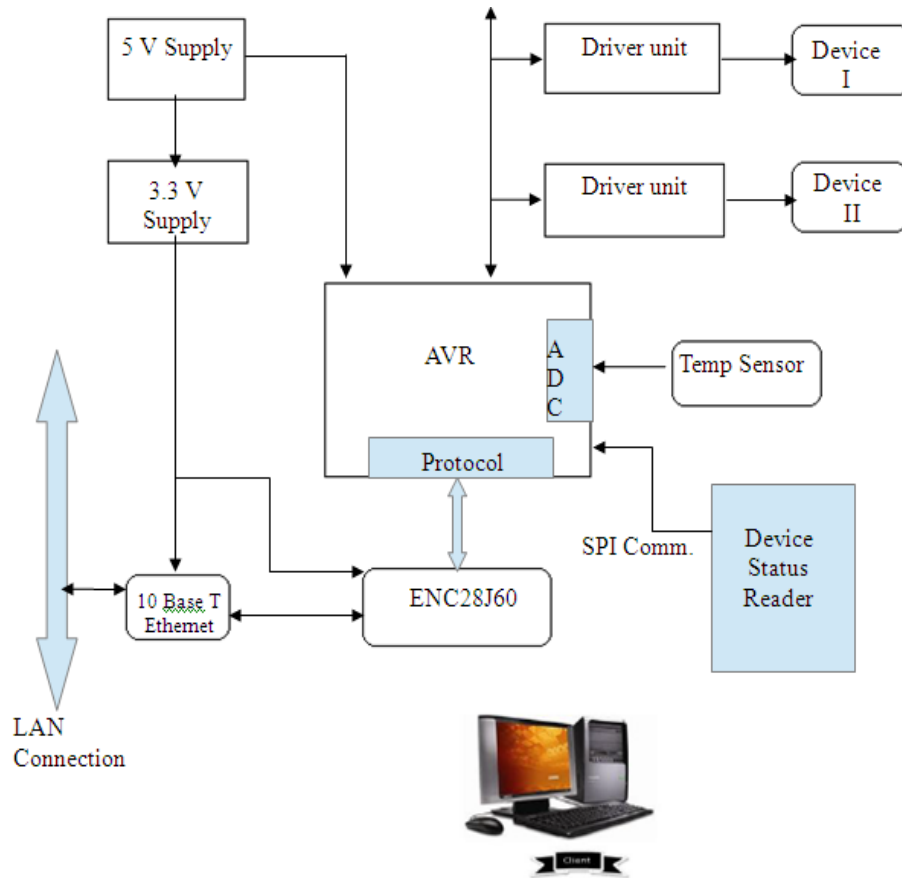 5 V Supply
Driver unit
Device
I
3.3 V
Supply
Driver unit
Device
II
AVR
A
D
C
Temp Sensor
Protocol
SPI Comm.
Device
Status
Reader
10 Base T
Ethernet
ENC28J60
LAN
Connection
Client